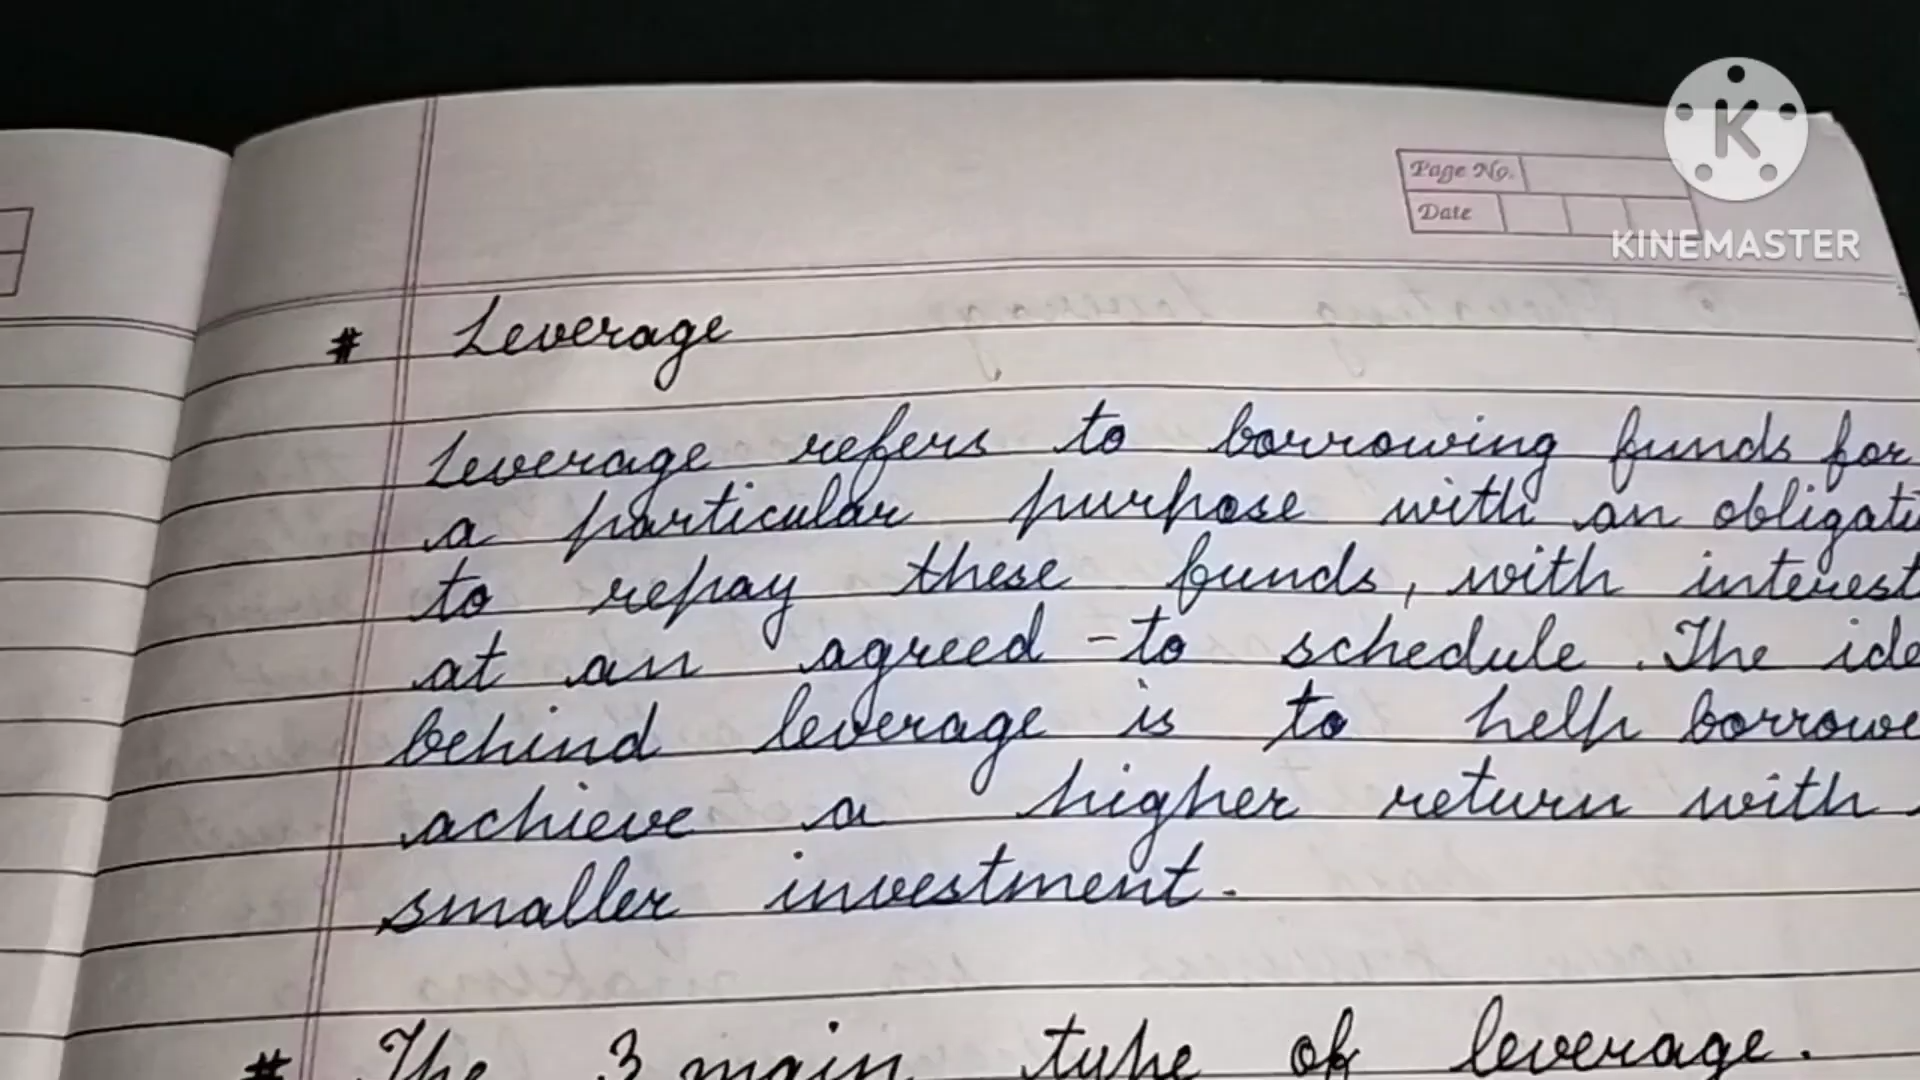 Page No.
Date
K
KINEMASTER
# Leverage
Leverage refers to borrowing funds for
a particular purpose with an obligati
to repay these funds, with interest
at an agreed-to schedule. The ide
behind leverage is to help borrowe
achieve a higher return with
smaller investment.
# The 3 main type of leverage.